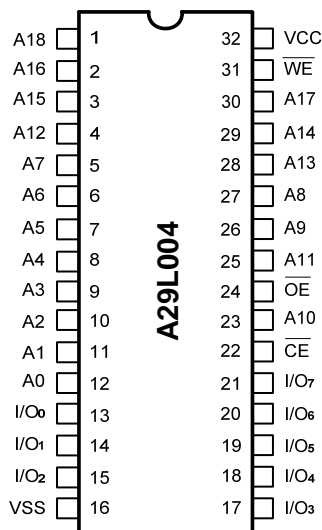 A18 1 32 VCC
A16 2 31 W̅E̅
A15 3 30 A17
A12 4 29 A14
A7 5 28 A13
A6 6 27 A8
A5 7 26 A9
A4 8 25 A11
A3 9 24 O̅E̅
A2 10 23 A10
A1 11 22 C̅E̅
A0 12 21 I/O₇
I/O₀ 13 20 I/O₆
I/O₁ 14 19 I/O₅
I/O₂ 15 18 I/O₄
VSS 16 17 I/O₃
A29L004